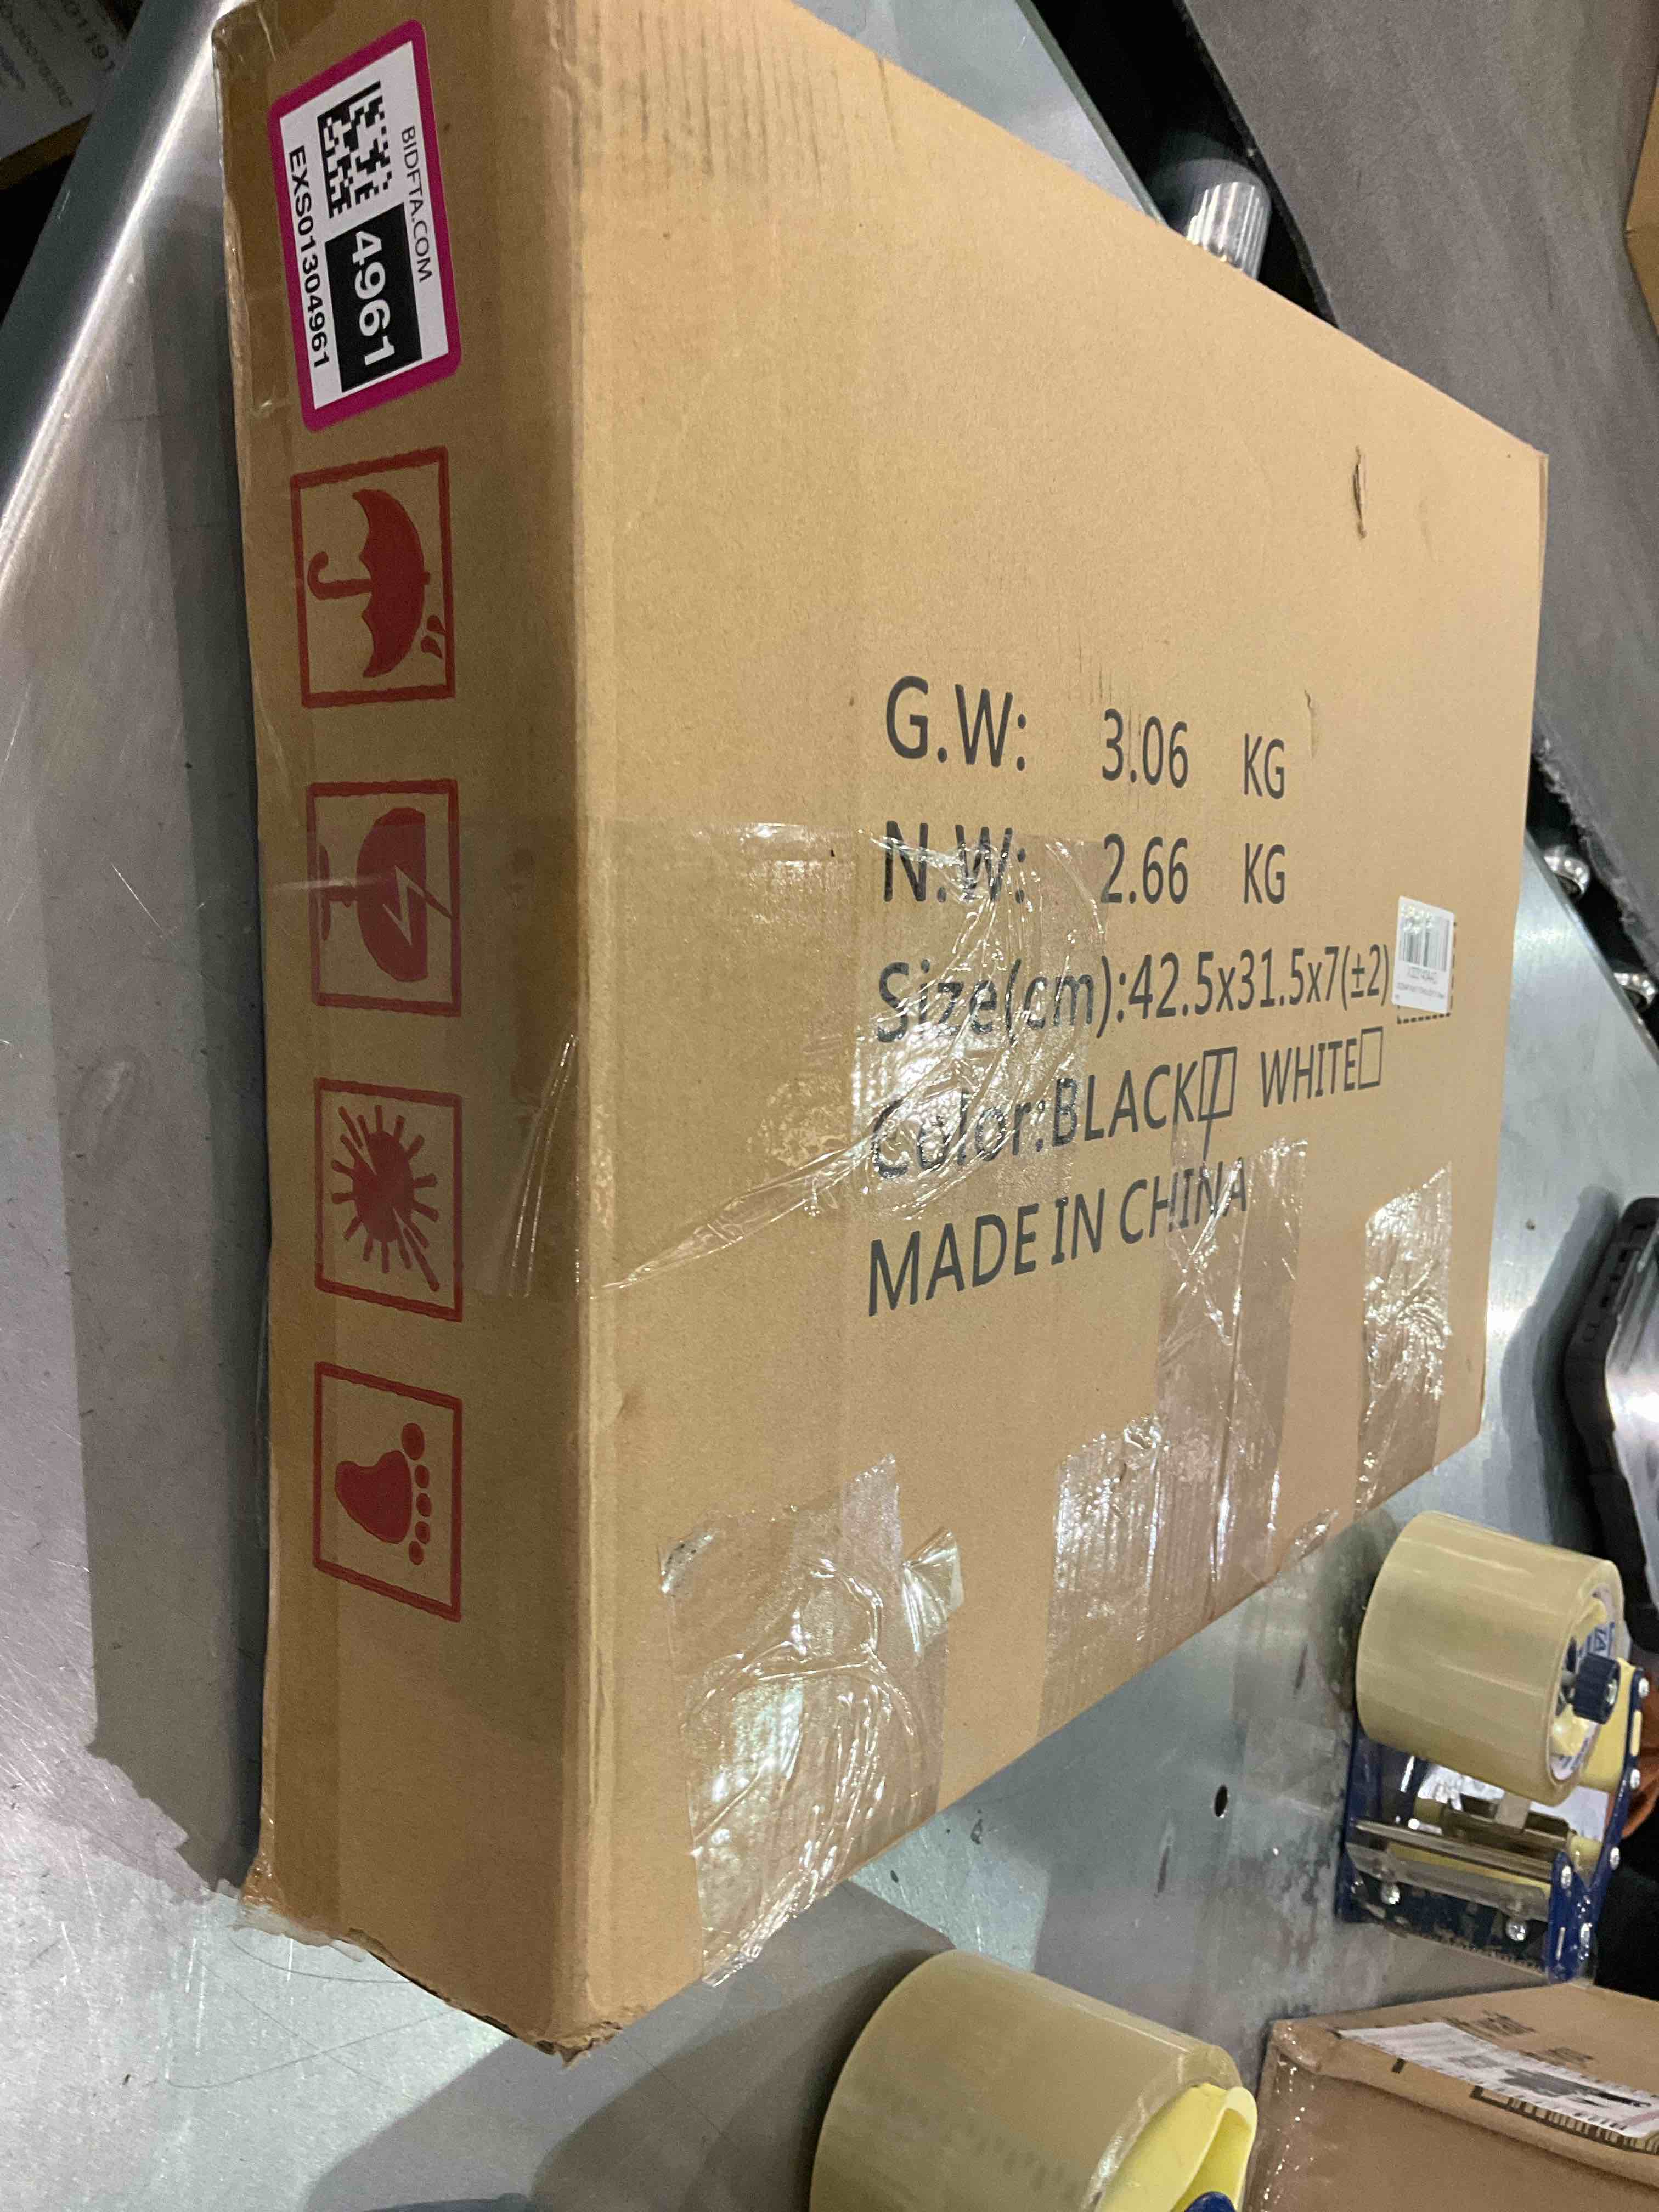 BIDFTA.COM
4961
EXS01304961
G.W: 3.06 KG
N.W: 2.66 KG
Size(cm):42.5x31.5x7(±2)
Color:BLACK☑ WHITE☐
MADE IN CHINA